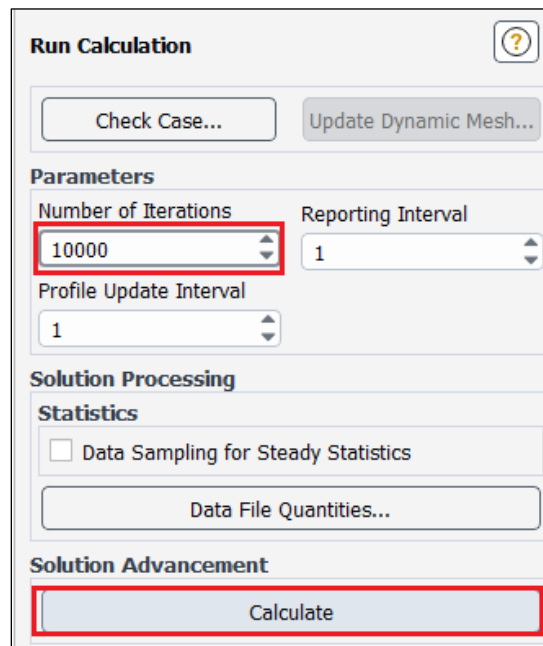 Run Calculation
?
Check Case... Update Dynamic Mesh...
Parameters
Number of Iterations Reporting Interval
10000 1
Profile Update Interval
1
Solution Processing
Statistics
Data Sampling for Steady Statistics
Data File Quantities...
Solution Advancement
Calculate